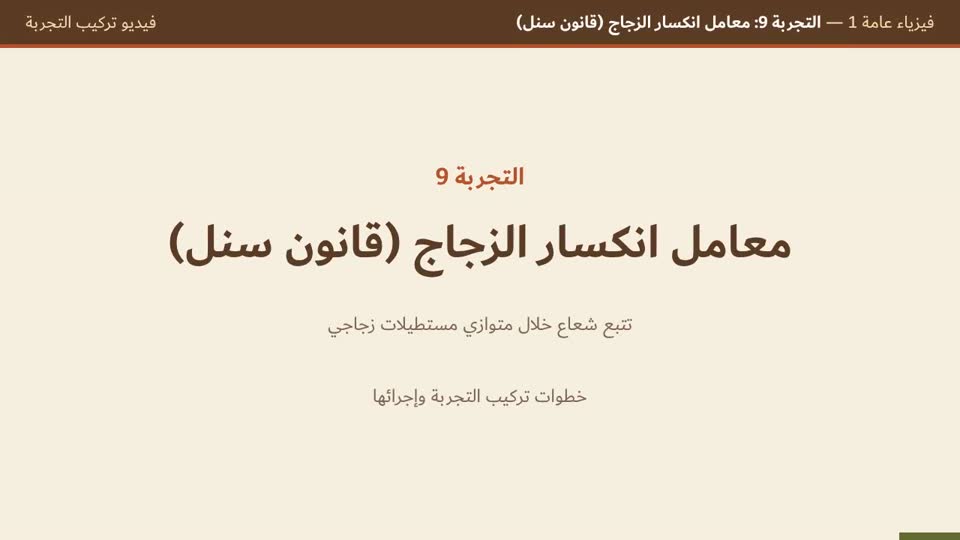 فيزياء عامة 1 — التجربة 9: معامل انكسار الزجاج (قانون سنل)
فيديو تركيب التجربة
التجربة 9
معامل انكسار الزجاج (قانون سنل)
تتبع شعاع خلال متوازي مستطيلات زجاجي
خطوات تركيب التجربة وإجرائها